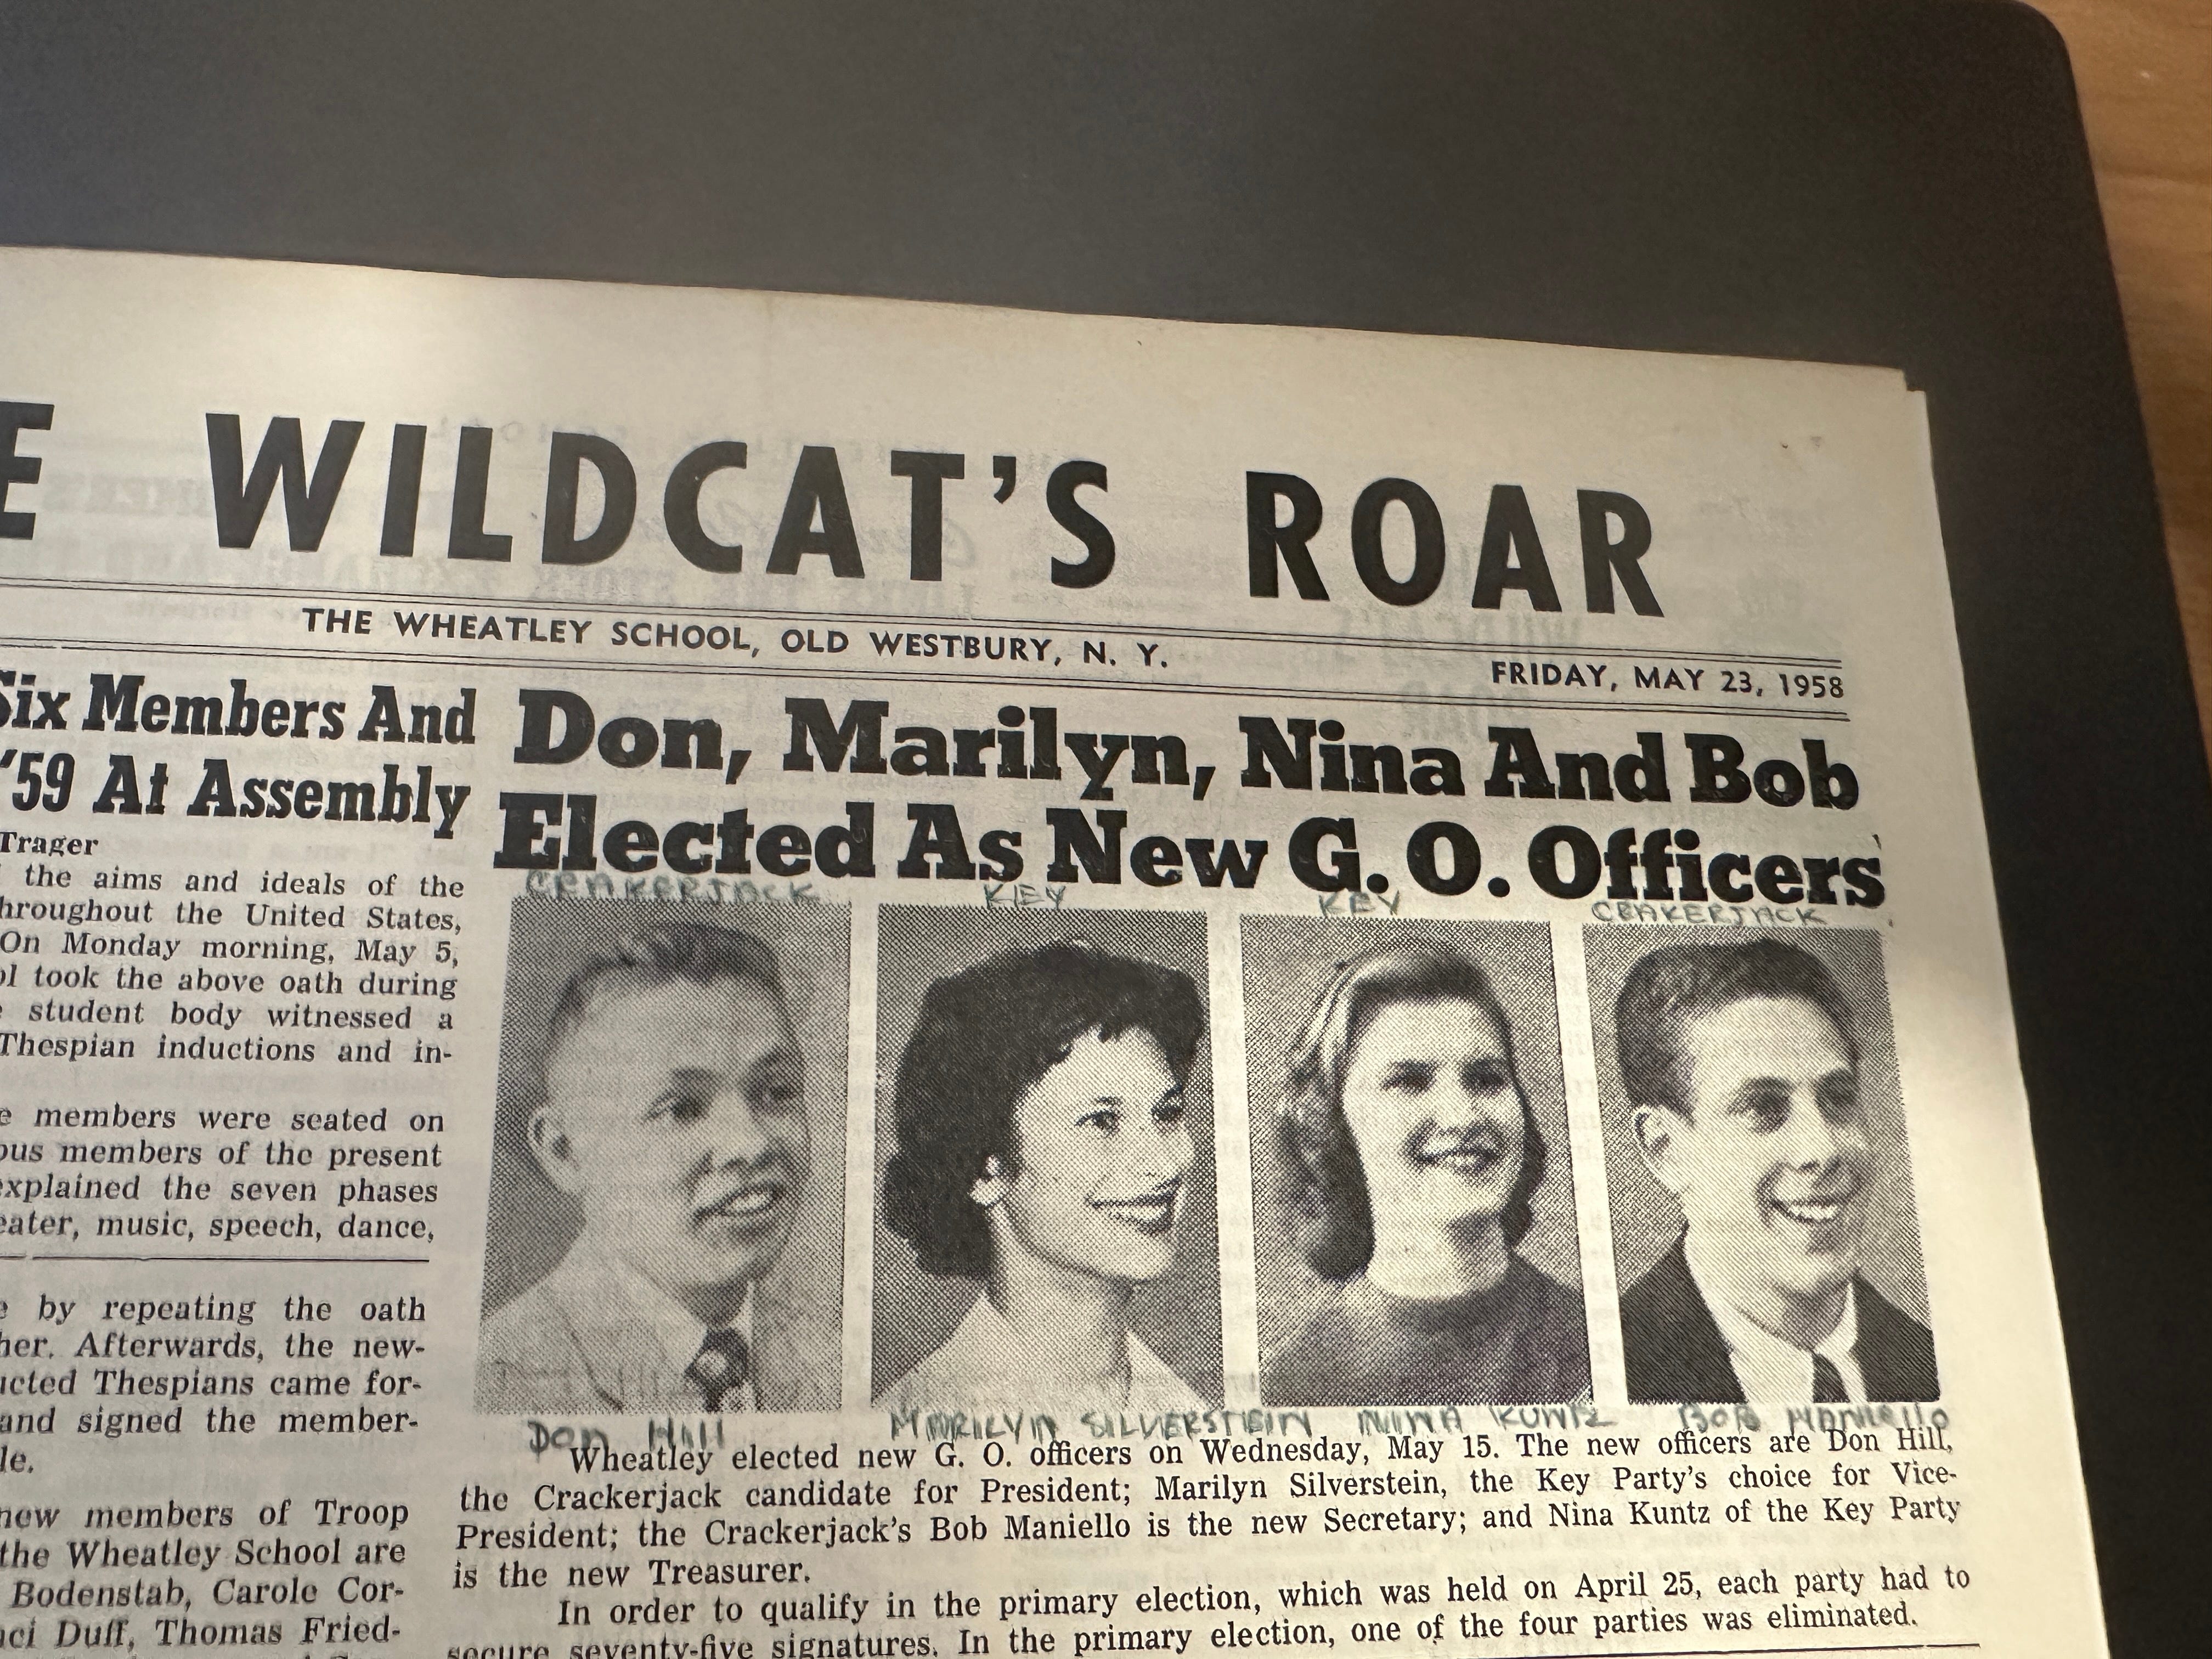 E WILDCAT'S ROAR
THE WHEATLEY SCHOOL, OLD WESTBURY, N. Y.
FRIDAY, MAY 23, 1958
Six Members And
'59 At Assembly
Trager
the aims and ideals of the
hroughout the United States,
On Monday morning, May 5,
ol took the above oath during
e student body witnessed a
Thespian inductions and in-
e members were seated on
ous members of the present
explained the seven phases
eater, music, speech, dance,
e by repeating the oath
her. Afterwards, the new-
ucted Thespians came for-
and signed the member-
le.
new members of Troop
the Wheatley School are
Bodenstab, Carole Cor-
nci Duff, Thomas Fried-
Don, Marilyn, Nina And Bob
Elected As New G. O. Officers
CRAKERJACK KEY KEY CRAKERJACK
DON HILL MARILYN SILVERSTEIN NINA KUNTZ BOB MANIELLO
Wheatley elected new G. O. officers on Wednesday, May 15. The new officers are Don Hill,
the Crackerjack candidate for President; Marilyn Silverstein, the Key Party's choice for Vice-
President; the Crackerjack's Bob Maniello is the new Secretary; and Nina Kuntz of the Key Party
is the new Treasurer.
In order to qualify in the primary election, which was held on April 25, each party had to
secure seventy-five signatures. In the primary election, one of the four parties was eliminated.